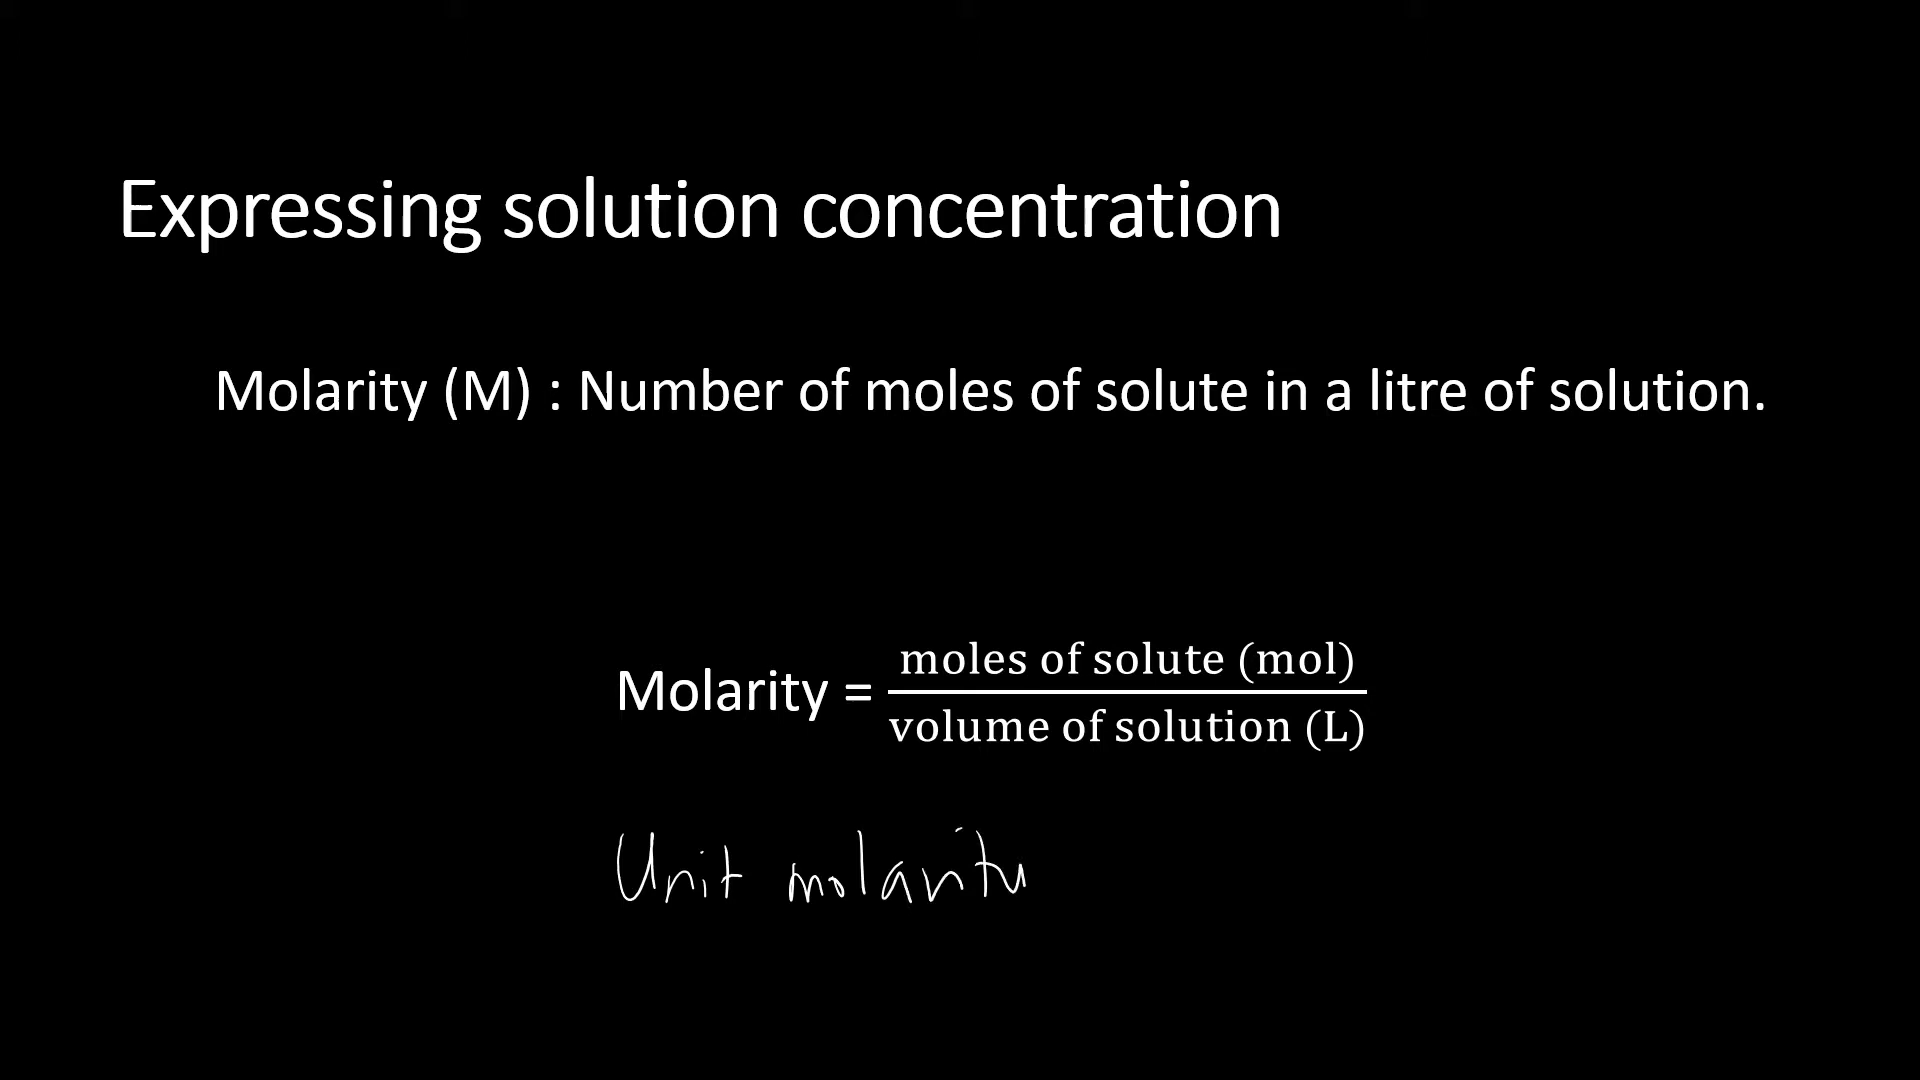 Expressing solution concentration
Molarity (M) : Number of moles of solute in a litre of solution.
Molarity = moles of solute (mol) / volume of solution (L)
Unit molarity